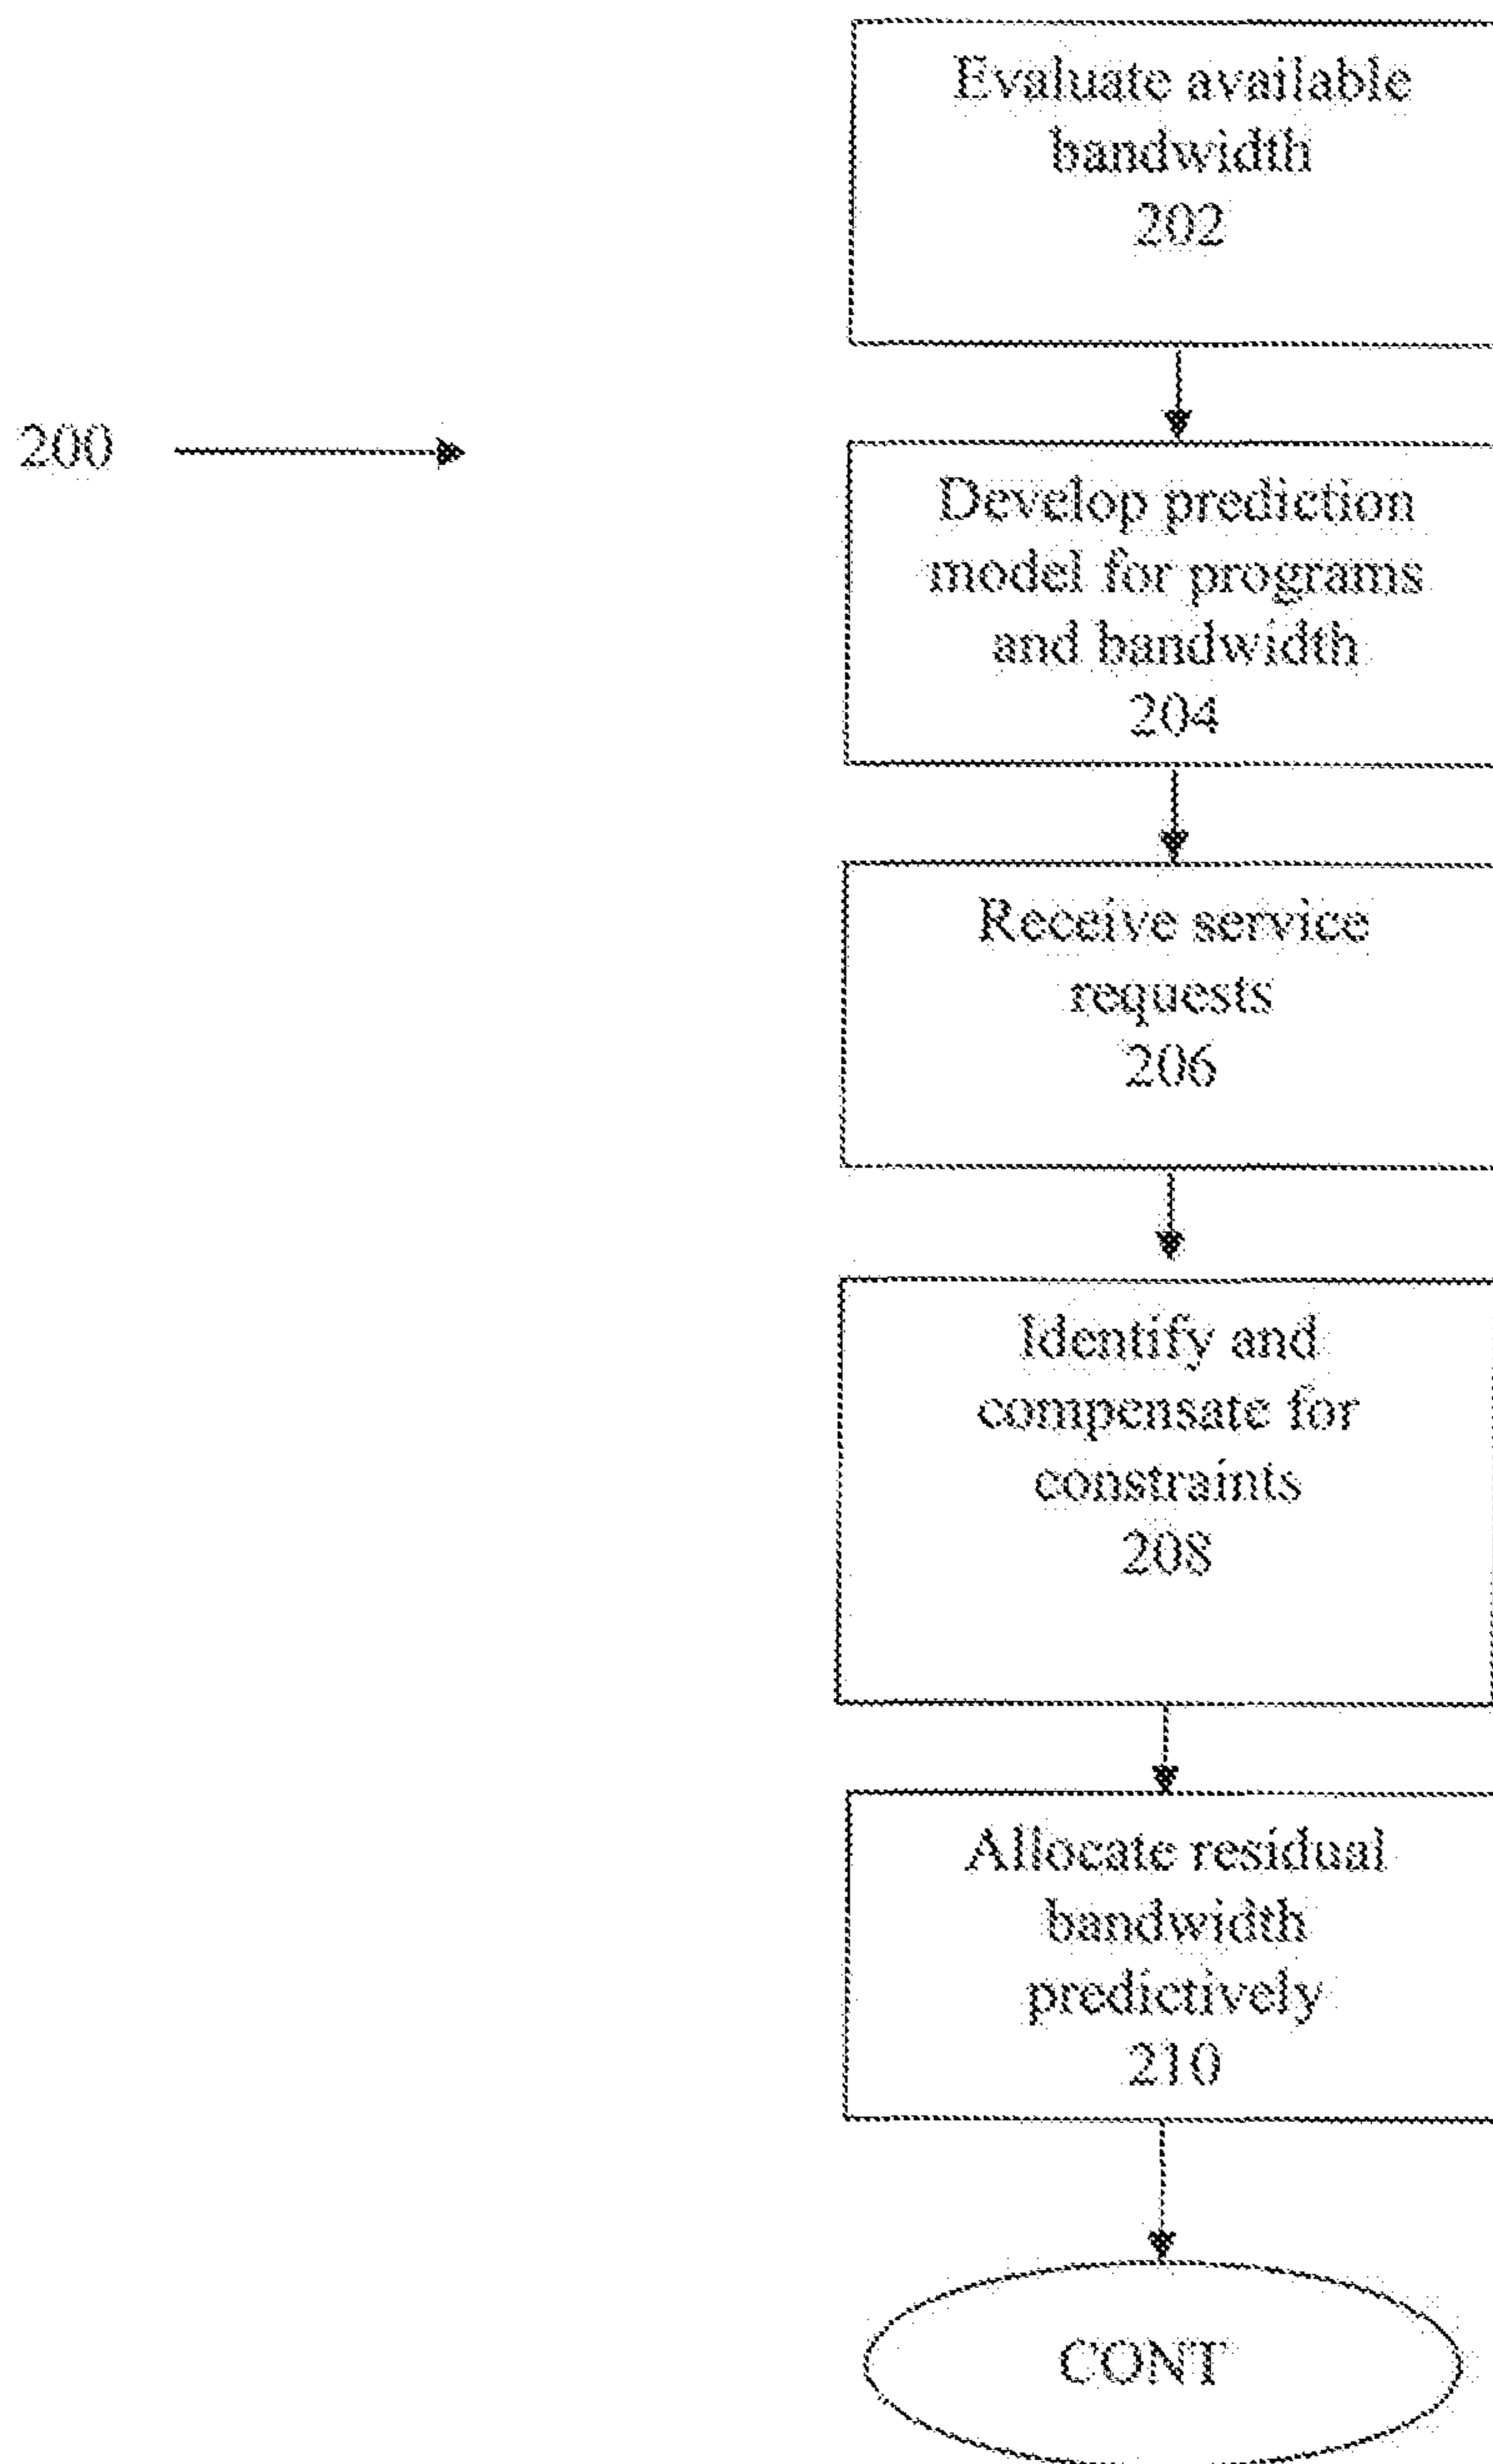 Evaluate available
bandwidth
202
200
Develop prediction
model for programs
and bandwidth
204
Receive service
requests
206
Identify and
compensate for
constraints
208
Allocate residual
bandwidth
predictively
210
CONT